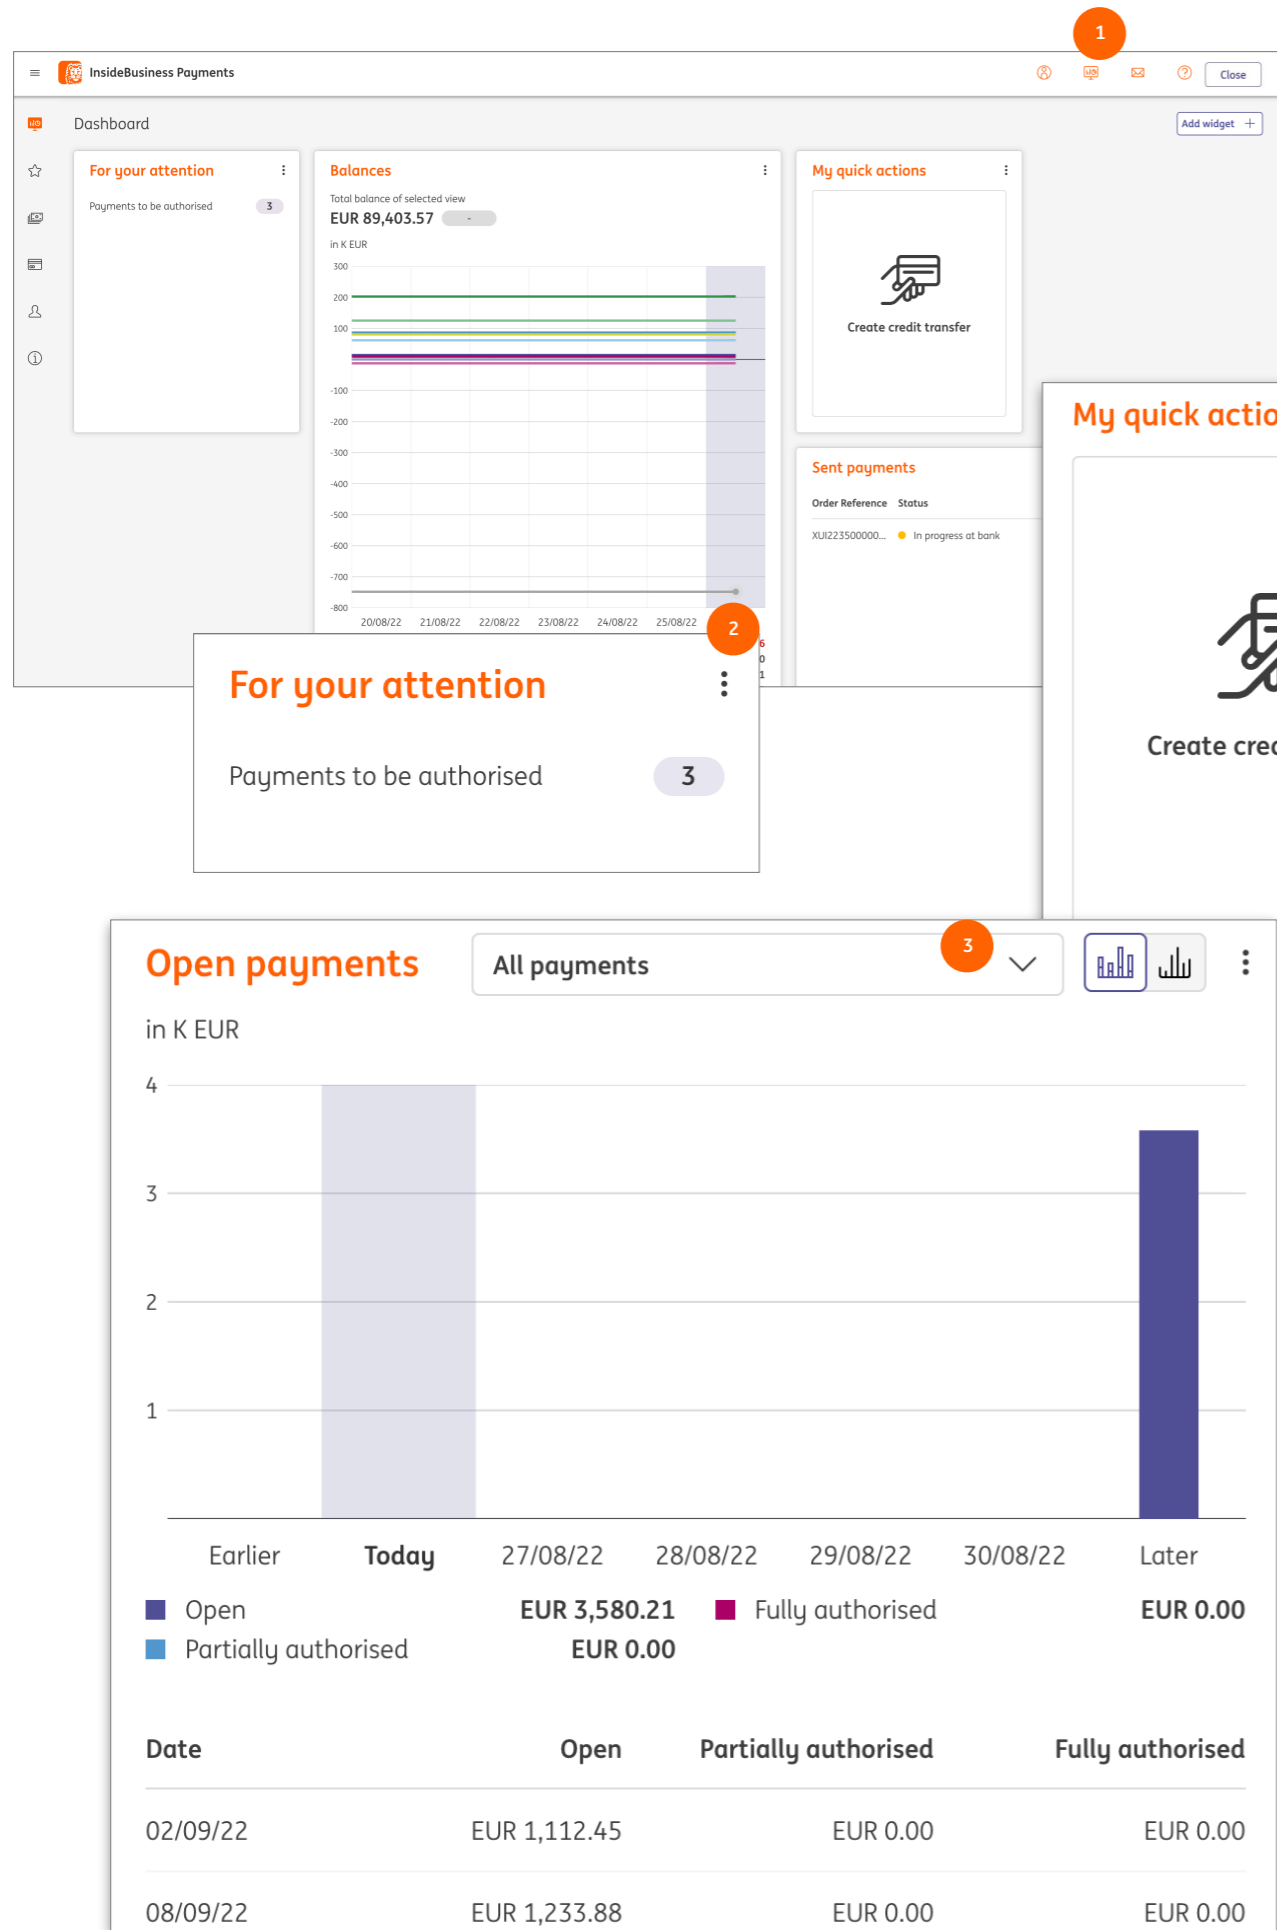 1
InsideBusiness Payments
Close
Dashboard
Add widget +
For your attention
Payments to be authorised 3
Balances
Total balance of selected view
EUR 89,403.57 -
in K EUR
300
200
100
-100
-200
-300
-400
-500
-600
-700
-800
20/08/22 21/08/22 22/08/22 23/08/22 24/08/22 25/08/22
6
0
1
My quick actions
Create credit transfer
Sent payments
Order Reference Status
XUI223500000... In progress at bank
2
For your attention
Payments to be authorised 3
My quick actio
Create cre
3
Open payments All payments
in K EUR
4
3
2
1
Earlier Today 27/08/22 28/08/22 29/08/22 30/08/22 Later
Open EUR 3,580.21 Fully authorised EUR 0.00
Partially authorised EUR 0.00
Date Open Partially authorised Fully authorised
02/09/22 EUR 1,112.45 EUR 0.00 EUR 0.00
08/09/22 EUR 1,233.88 EUR 0.00 EUR 0.00